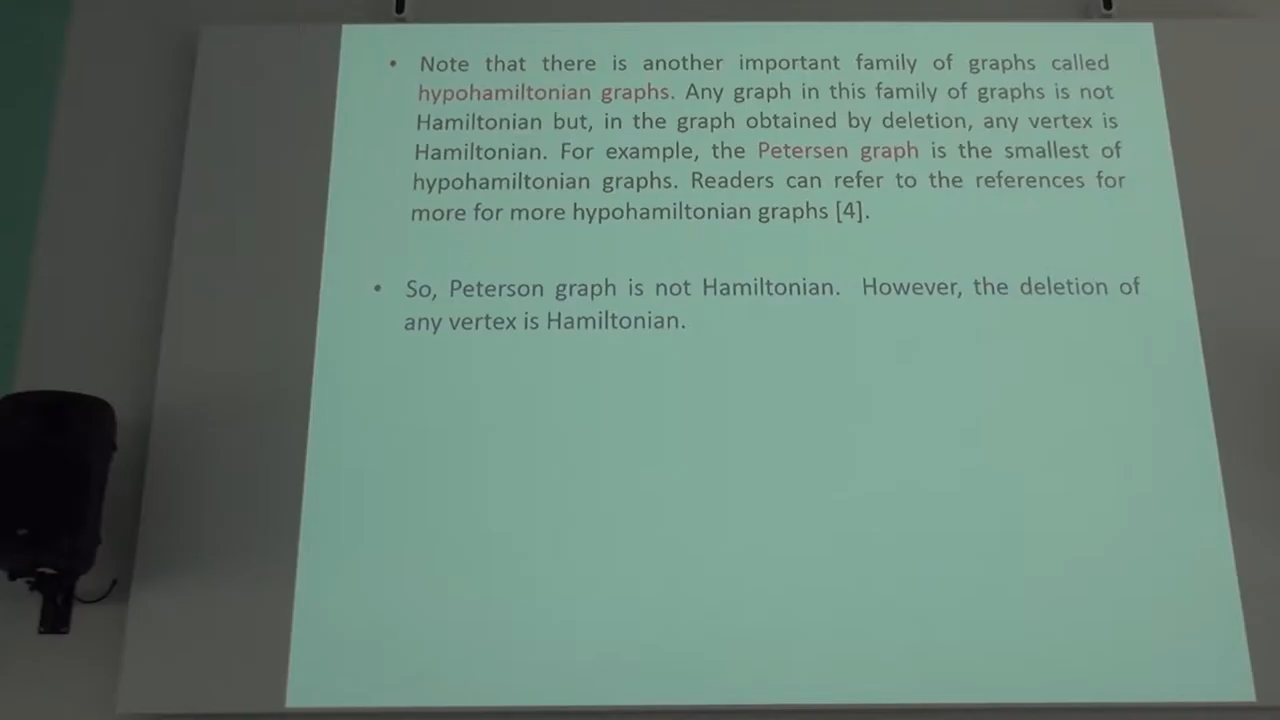 • Note that there is another important family of graphs called
hypohamiltonian graphs. Any graph in this family of graphs is not
Hamiltonian but, in the graph obtained by deletion, any vertex is
Hamiltonian. For example, the Petersen graph is the smallest of
hypohamiltonian graphs. Readers can refer to the references for
more for more hypohamiltonian graphs [4].
• So, Peterson graph is not Hamiltonian. However, the deletion of
any vertex is Hamiltonian.